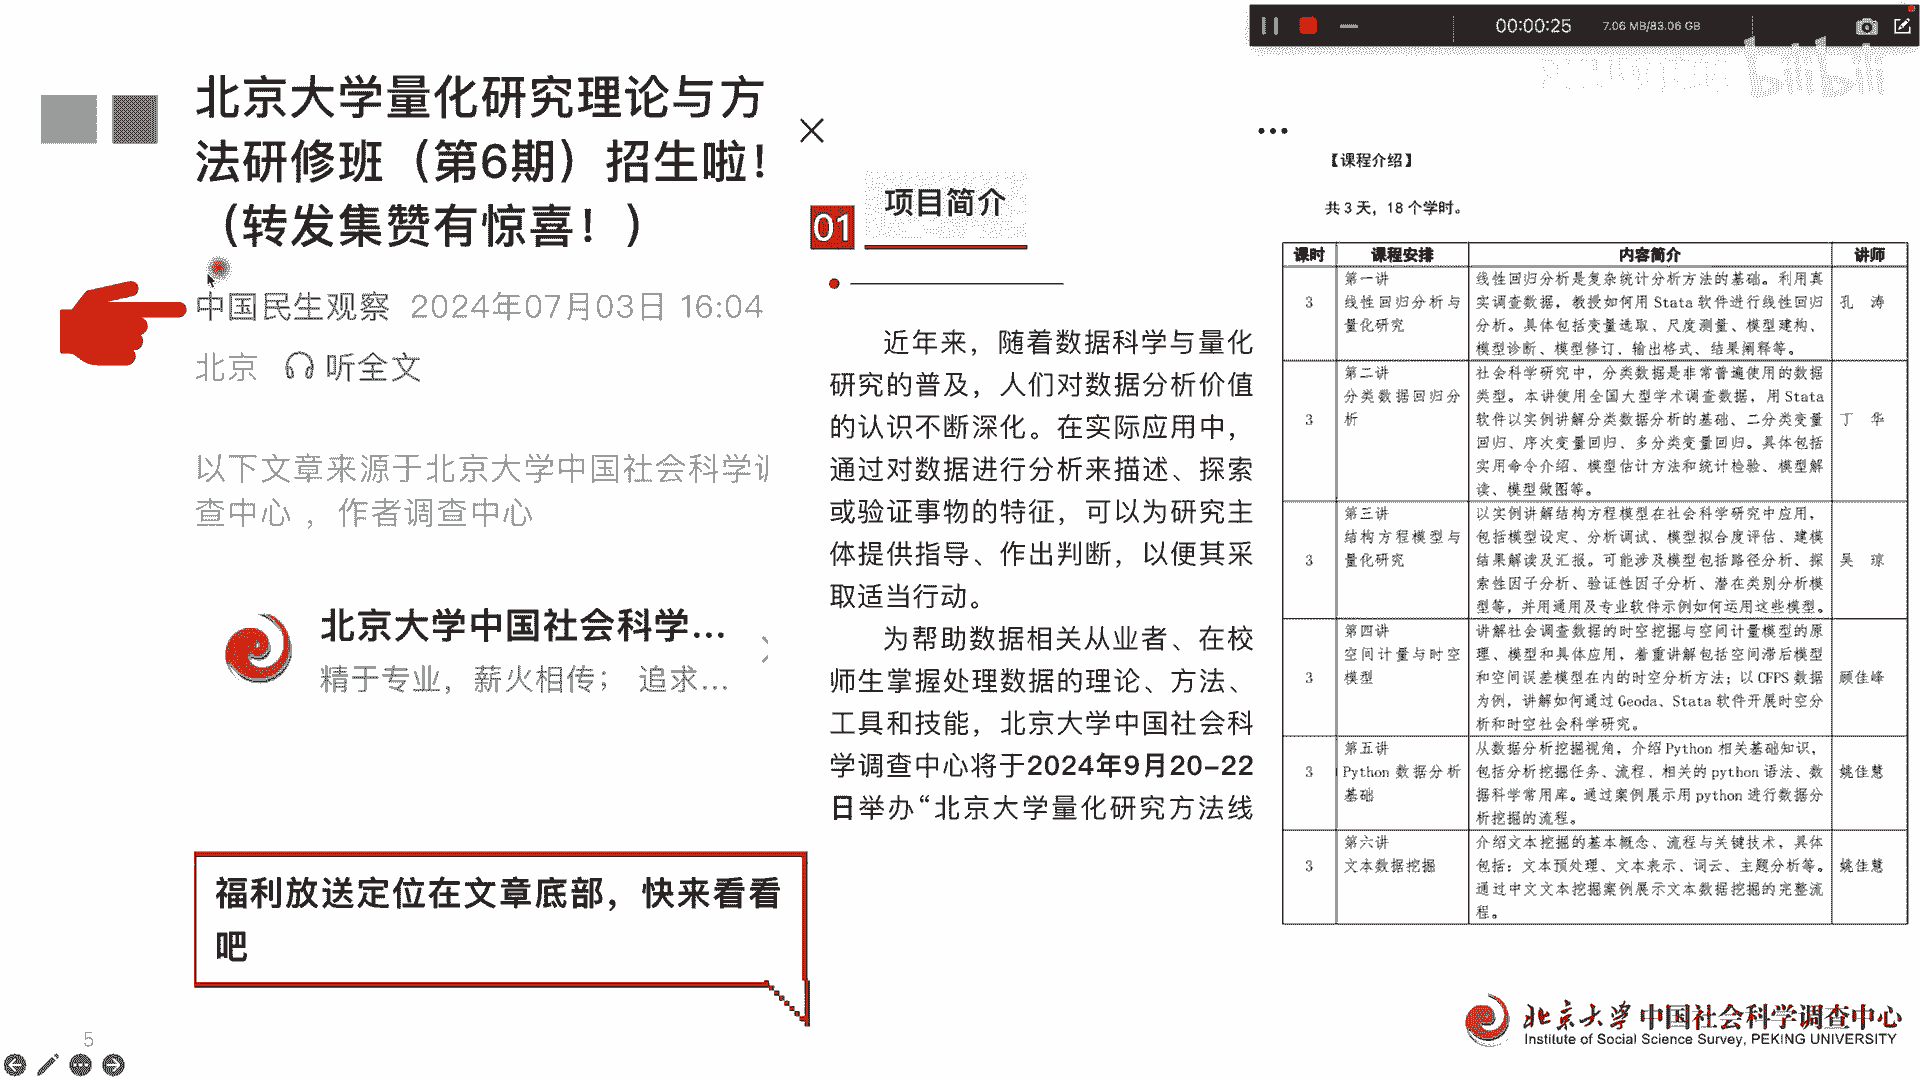 00:00:25
7.06 MB/83.06 GB
bilibili
北京大学量化研究理论与方
法研修班（第6期）招生啦！
（转发集赞有惊喜！）
中国民生观察 2024年07月03日 16:04
北京 听全文
以下文章来源于北京大学中国社会科学调
查中心 ，作者调查中心
北京大学中国社会科学...
精于专业，薪火相传； 追求...
福利放送定位在文章底部，快来看看
吧
5
01 项目简介
近年来，随着数据科学与量化
研究的普及，人们对数据分析价值
的认识不断深化。在实际应用中，
通过对数据进行分析来描述、探索
或验证事物的特征，可以为研究主
体提供指导、作出判断，以便其采
取适当行动。
为帮助数据相关从业者、在校
师生掌握处理数据的理论、方法、
工具和技能，北京大学中国社会科
学调查中心将于2024年9月20-22
日举办“北京大学量化研究方法线
【课程介绍】
共 3 天，18 个学时。
课时 课程安排 内容简介 讲师
3
第一讲
线性回归分析与
量化研究
线性回归分析是复杂统计分析方法的基础。利用真
实调查数据，教授如何用 Stata 软件进行线性回归
分析。具体包括变量选取、尺度测量、模型建构、
模型诊断、模型修订、输出格式、结果阐释等。
孔 涛
3
第二讲
分类数据回归分
析
社会科学研究中，分类数据是非常普遍使用的数据
类型。本讲使用全国大型学术调查数据，用 Stata
软件以实例讲解分类数据分析的基础、二分类变量
回归、序次变量回归、多分类变量回归。具体包括
实用命令介绍、模型估计方法和统计检验、模型解
读、模型做图等。
丁 华
3
第三讲
结构方程模型与
量化研究
以实例讲解结构方程模型在社会科学研究中应用，
包括模型设定、分析调试、模型拟合度评估、建模
结果解读及汇报。可能涉及模型包括路径分析、探
索性因子分析、验证性因子分析、潜在类别分析模
型等，并用通用及专业软件示例如何运用这些模型。
吴 琼
3
第四讲
空间计量与时空
模型
讲解社会调查数据的时空挖掘与空间计量模型的原
理、模型和具体应用，着重讲解包括空间滞后模型
和空间误差模型在内的时空分析方法；以 CFPS 数据
为例，讲解如何通过 Geoda、Stata 软件开展时空分
析和时空社会科学研究。
顾佳峰
3
第五讲
Python 数据分析
基础
从数据分析挖掘视角，介绍 Python 相关基础知识，
包括分析挖掘任务、流程、相关的 python 语法、数
据科学常用库。通过案例展示用 python 进行数据分
析挖掘的流程。
姚佳慧
3
第六讲
文本数据挖掘
介绍文本挖掘的基本概念、流程与关键技术，具体
包括：文本预处理、文本表示、词云、主题分析等。
通过中文文本挖掘案例展示文本数据挖掘的完整流
程。
姚佳慧
北京大学中国社会科学调查中心
Institute of Social Science Survey, PEKING UNIVERSITY